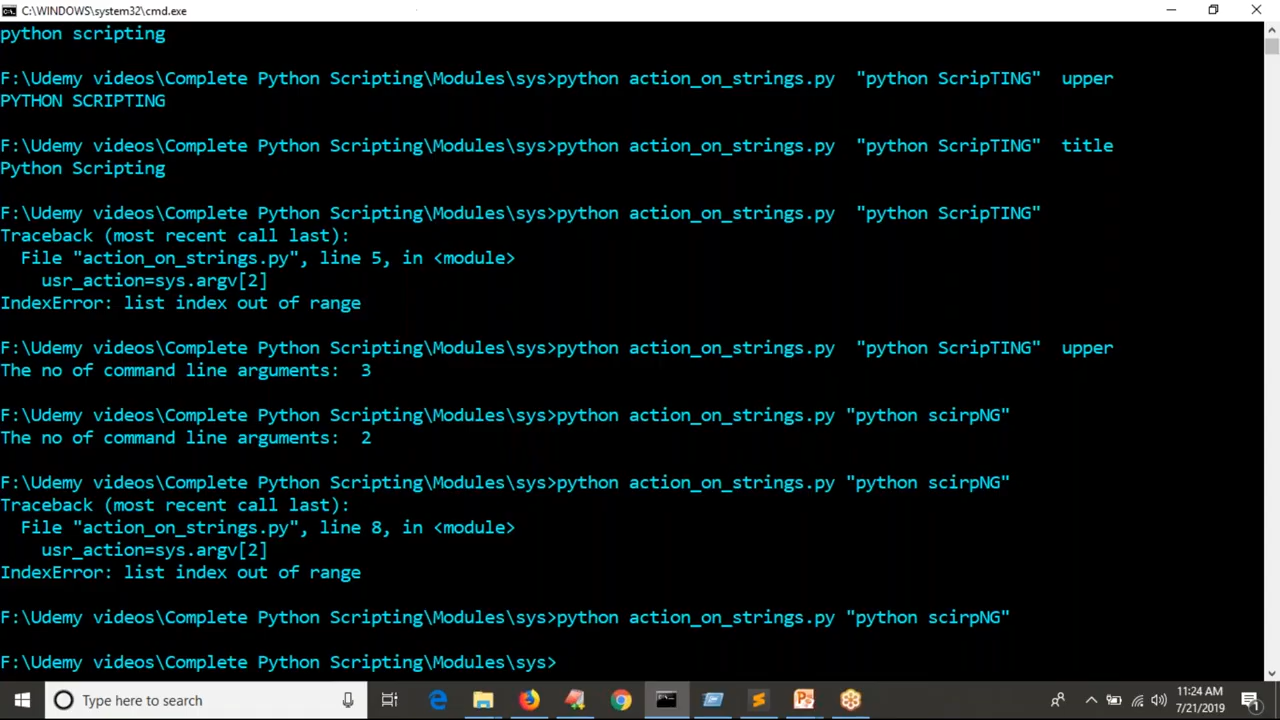 C:\WINDOWS\system32\cmd.exe
python scripting
F:\Udemy videos\Complete Python Scripting\Modules\sys>python action_on_strings.py  "python ScripTING"  upper
PYTHON SCRIPTING
F:\Udemy videos\Complete Python Scripting\Modules\sys>python action_on_strings.py  "python ScripTING"  title
Python Scripting
F:\Udemy videos\Complete Python Scripting\Modules\sys>python action_on_strings.py  "python ScripTING"
Traceback (most recent call last):
  File "action_on_strings.py", line 5, in <module>
    usr_action=sys.argv[2]
IndexError: list index out of range
F:\Udemy videos\Complete Python Scripting\Modules\sys>python action_on_strings.py  "python ScripTING"  upper
The no of command line arguments:  3
F:\Udemy videos\Complete Python Scripting\Modules\sys>python action_on_strings.py "python scirpNG"
The no of command line arguments:  2
F:\Udemy videos\Complete Python Scripting\Modules\sys>python action_on_strings.py "python scirpNG"
Traceback (most recent call last):
  File "action_on_strings.py", line 8, in <module>
    usr_action=sys.argv[2]
IndexError: list index out of range
F:\Udemy videos\Complete Python Scripting\Modules\sys>python action_on_strings.py "python scirpNG"
F:\Udemy videos\Complete Python Scripting\Modules\sys>
Type here to search
11:24 AM
7/21/2019
1